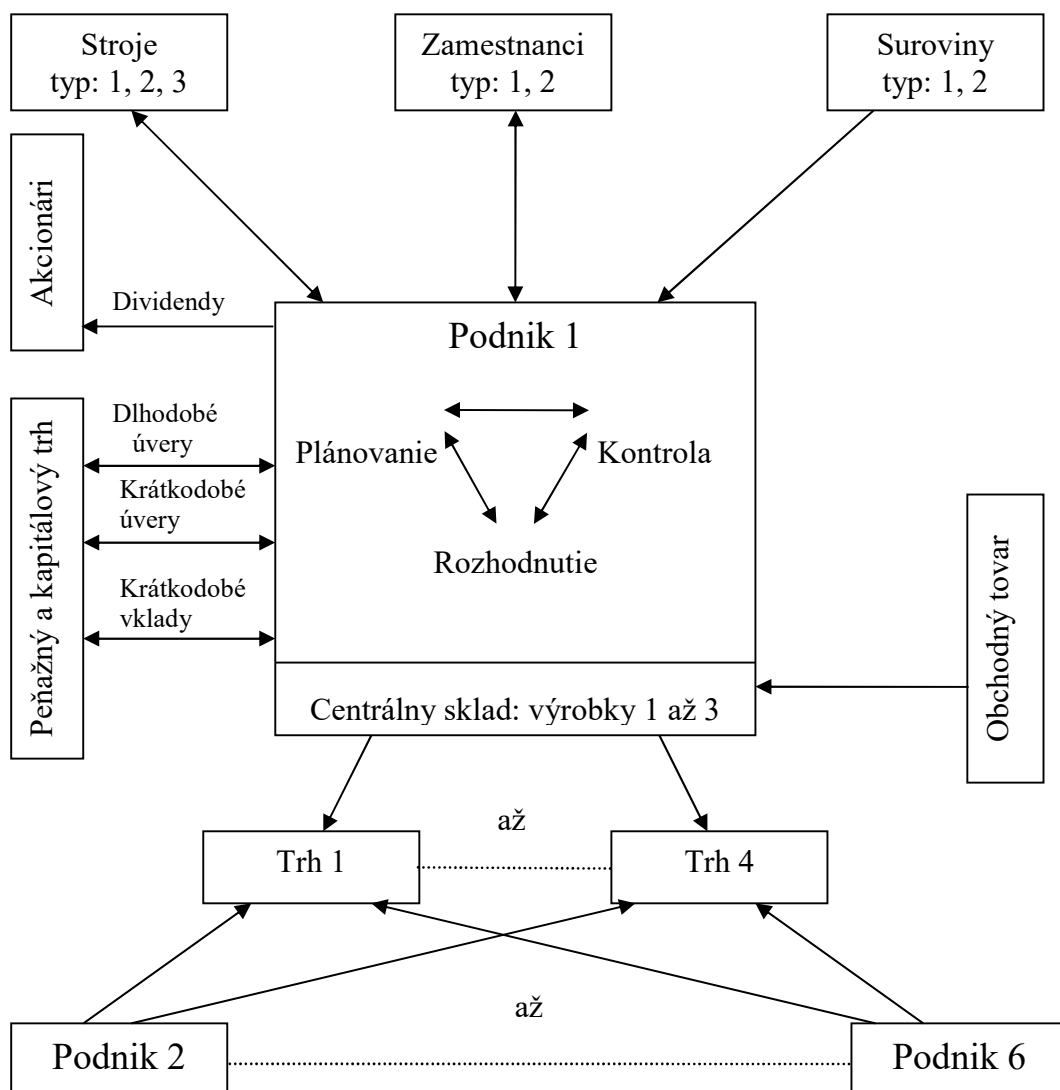 Stroje
typ: 1, 2, 3
Zamestnanci
typ: 1, 2
Suroviny
typ: 1, 2
Akcionári
Dividendy
Podnik 1
Peňažný a kapitálový trh
Dlhodobé
úvery
Krátkodobé
úvery
Krátkodobé
vklady
Plánovanie
Kontrola
Rozhodnutie
Obchodný tovar
Centrálny sklad: výrobky 1 až 3
až
Trh 1
Trh 4
až
Podnik 2
Podnik 6